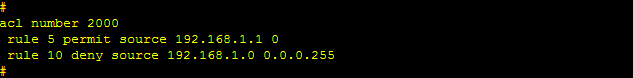 #
acl number 2000
 rule 5 permit source 192.168.1.1 0
 rule 10 deny source 192.168.1.0 0.0.0.255
#